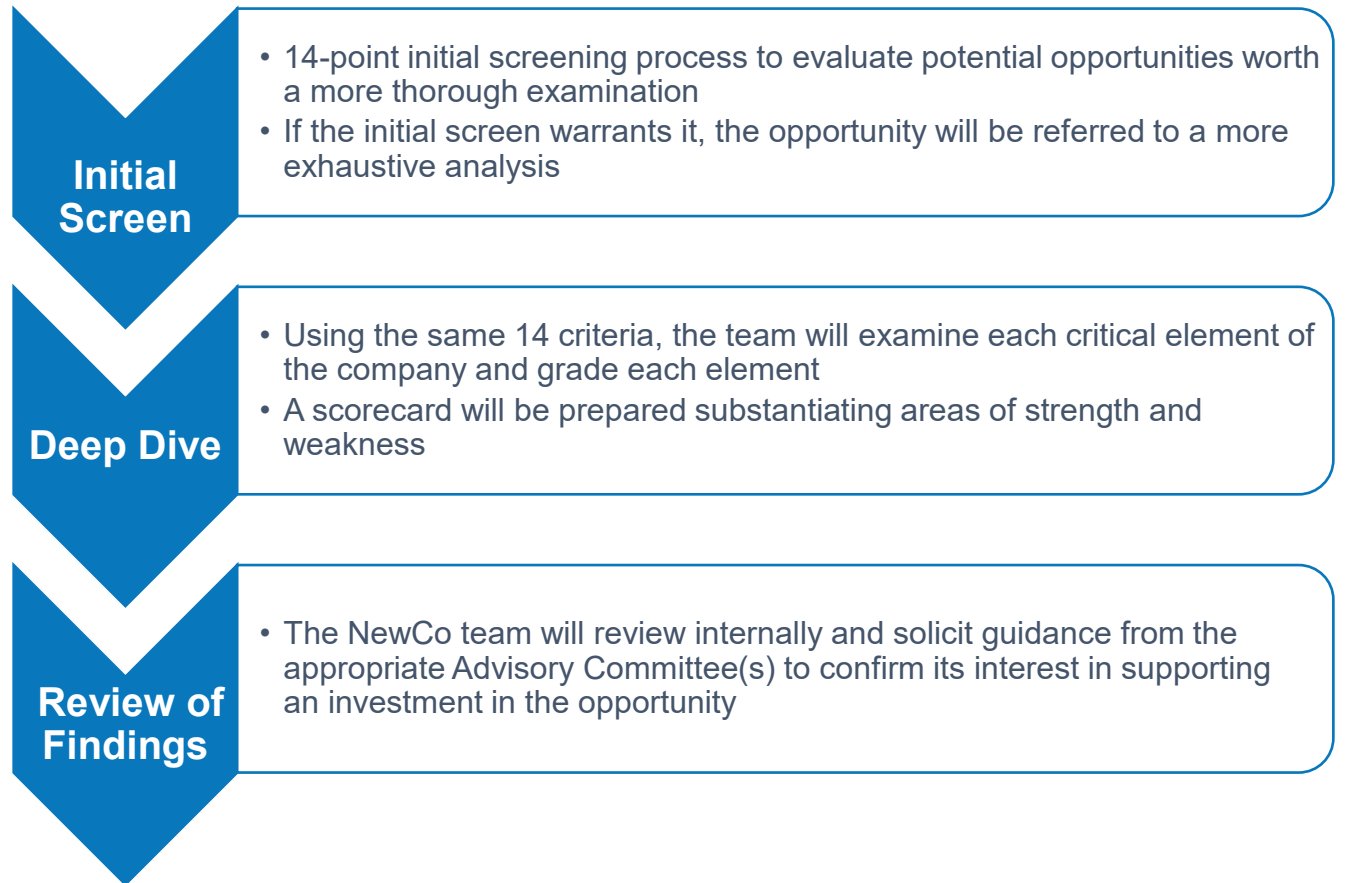 Initial
Screen
• 14-point initial screening process to evaluate potential opportunities worth
a more thorough examination
• If the initial screen warrants it, the opportunity will be referred to a more
exhaustive analysis
Deep Dive
• Using the same 14 criteria, the team will examine each critical element of
the company and grade each element
• A scorecard will be prepared substantiating areas of strength and
weakness
Review of
Findings
• The NewCo team will review internally and solicit guidance from the
appropriate Advisory Committee(s) to confirm its interest in supporting
an investment in the opportunity